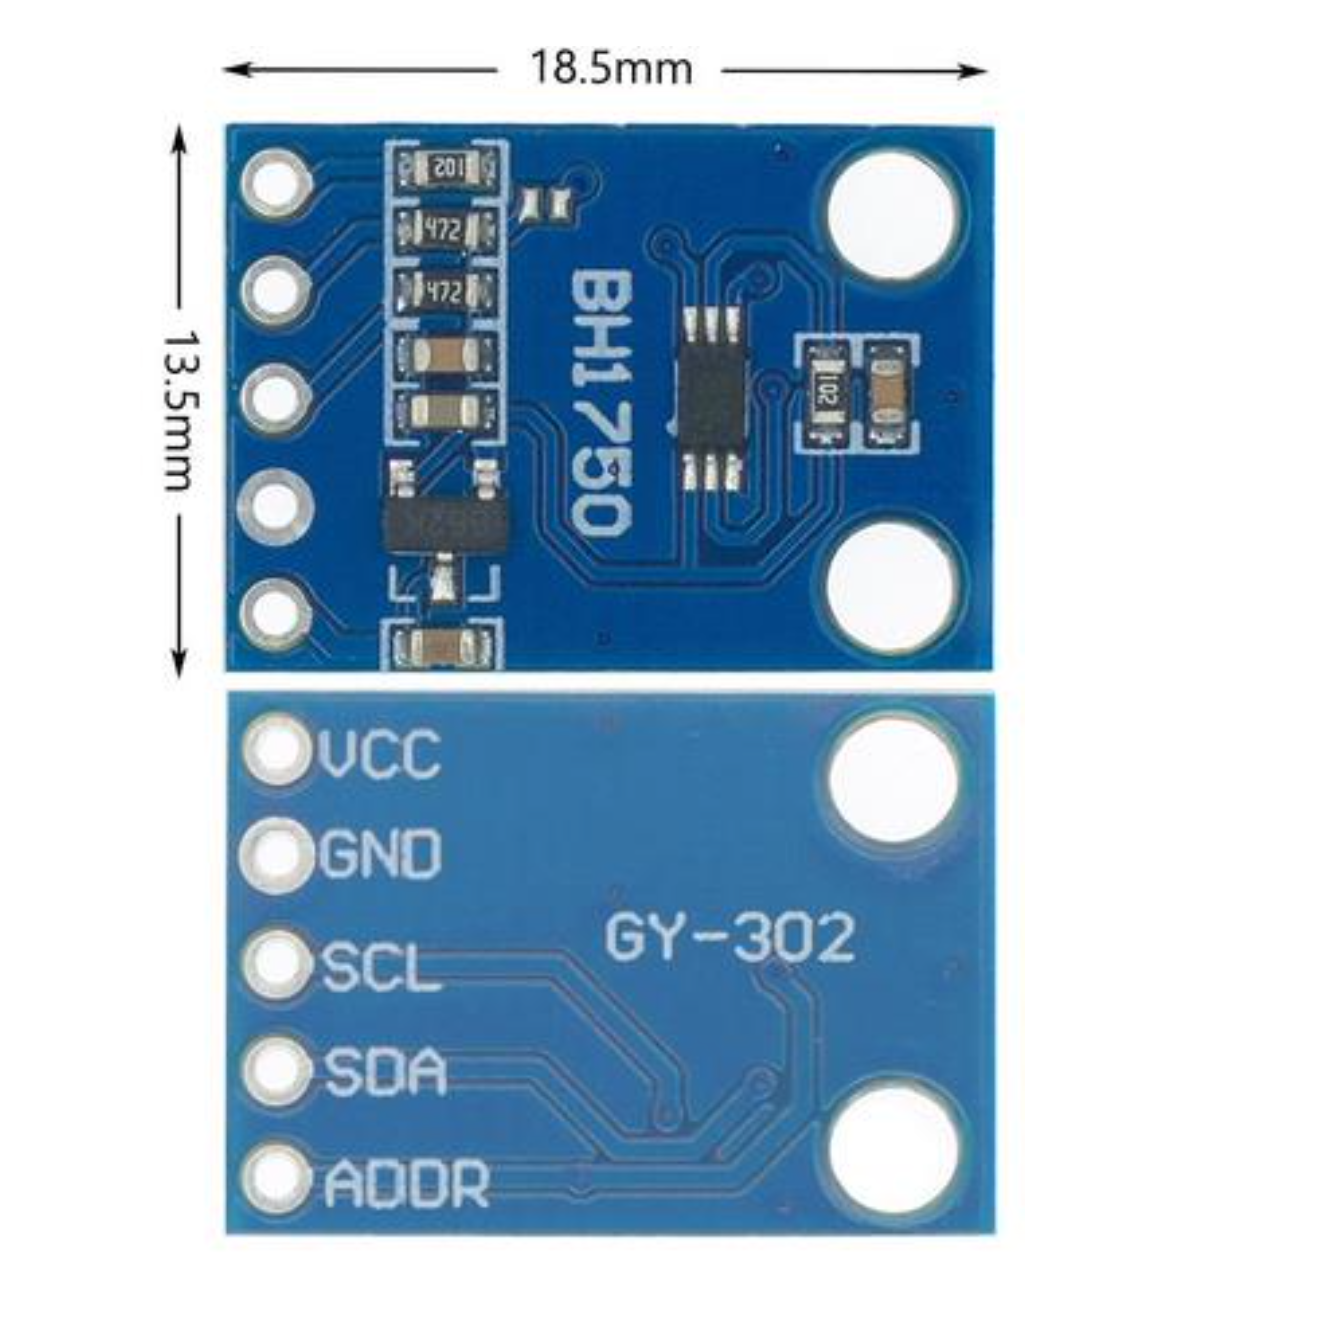 18.5mm
13.5mm
201
472
472
BH1750
102
VCC
GND
SCL
GY-302
SDA
ADDR